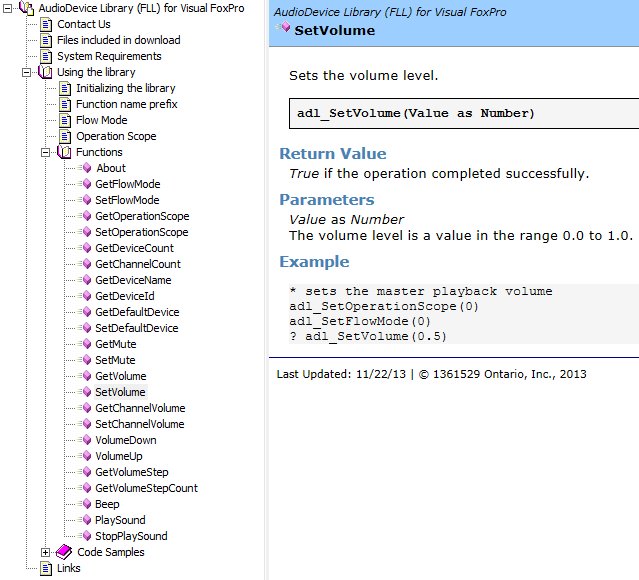 AudioDevice Library (FLL) for Visual FoxPro
Contact Us
Files included in download
System Requirements
Using the library
Initializing the library
Function name prefix
Flow Mode
Operation Scope
Functions
About
GetFlowMode
SetFlowMode
GetOperationScope
SetOperationScope
GetDeviceCount
GetChannelCount
GetDeviceName
GetDeviceId
GetDefaultDevice
SetDefaultDevice
GetMute
SetMute
GetVolume
SetVolume
GetChannelVolume
SetChannelVolume
VolumeDown
VolumeUp
GetVolumeStep
GetVolumeStepCount
Beep
PlaySound
StopPlaySound
Code Samples
Links
AudioDevice Library (FLL) for Visual FoxPro
SetVolume
Sets the volume level.
adl_SetVolume(Value as Number)
Return Value
True if the operation completed successfully.
Parameters
Value as Number
The volume level is a value in the range 0.0 to 1.0.
Example
* sets the master playback volume
adl_SetOperationScope(0)
adl_SetFlowMode(0)
? adl_SetVolume(0.5)
Last Updated: 11/22/13 | © 1361529 Ontario, Inc., 2013